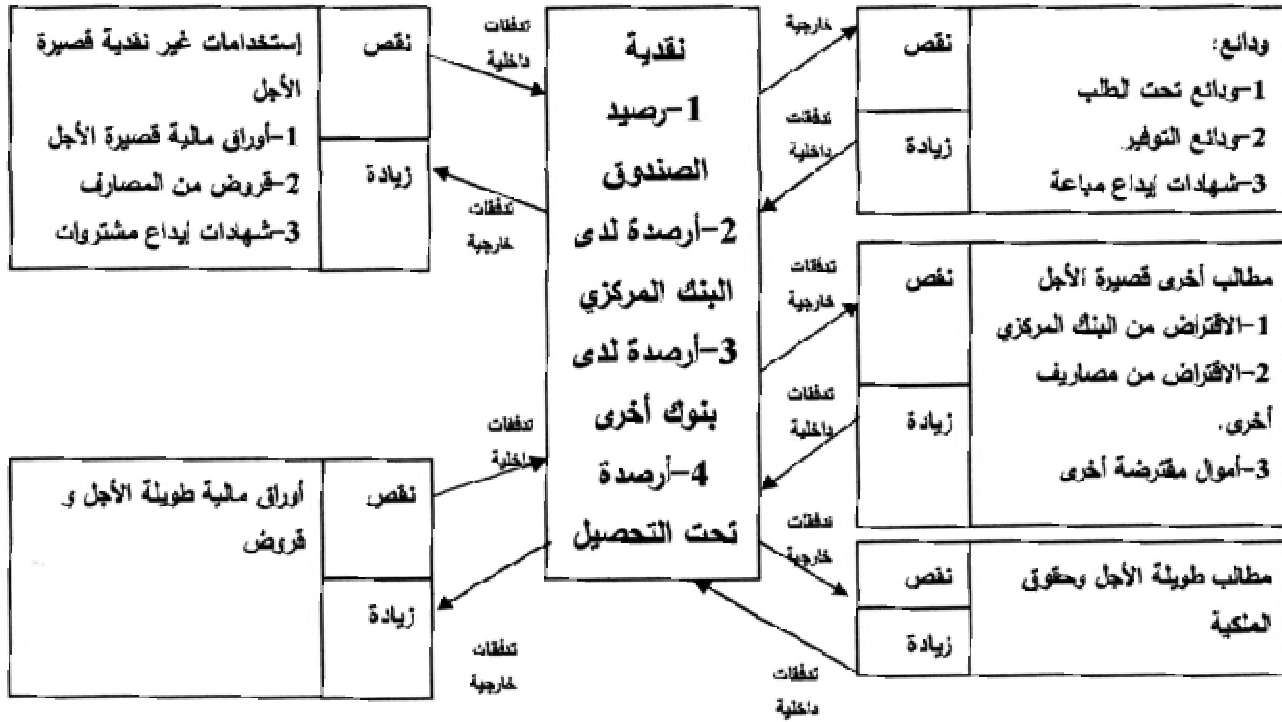 ودائع:
1-ودائع تحت الطلب
2-ودائع التوفير
3-شهادات إيداع مباعة
نقص
زيادة
خارجية
تدفقات
داخلية
مطالب أخرى قصيرة الأجل
1-الاقتراض من البنك المركزي
2-الاقتراض من مصاريف
أخرى.
3-أموال مقترضة أخرى
نقص
زيادة
تدفقات
خارجية
تدفقات
داخلية
مطالب طويلة الأجل وحقوق
الملكية
نقص
زيادة
تدفقات
خارجية
تدفقات
داخلية
نقدية
1-رصيد
الصندوق
2-أرصدة لدى
البنك المركزي
3-أرصدة لدى
بنوك أخرى
4-أرصدة
تحت التحصيل
تدفقات
داخلية
تدفقات
خارجية
نقص
زيادة
إستخدامات غير نقدية قصيرة
الأجل
1-أوراق مالية قصيرة الأجل
2-قروض من المصارف
3-شهادات إيداع مشتروات
تدفقات
داخلية
تدفقات
خارجية
نقص
زيادة
أوراق مالية طويلة الأجل و
قروض